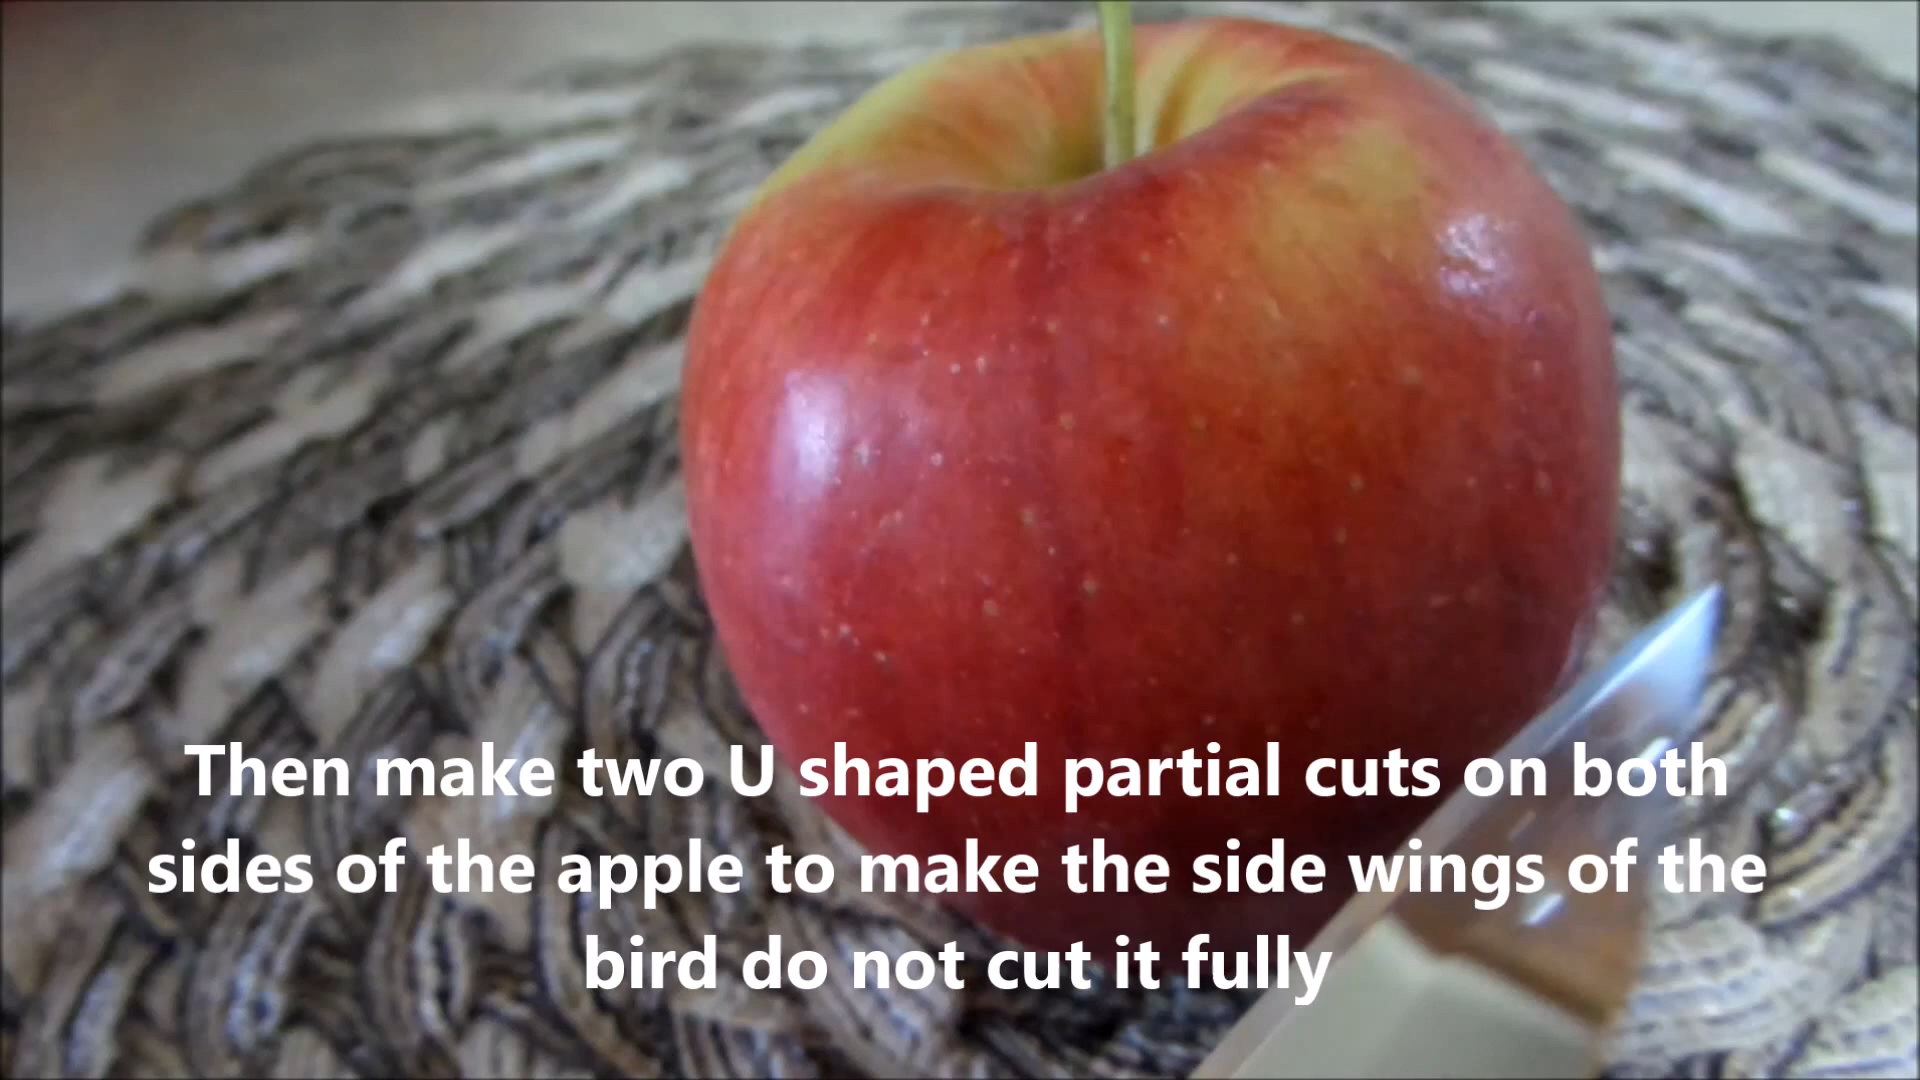 Then make two U shaped partial cuts on both
sides of the apple to make the side wings of the
bird do not cut it fully